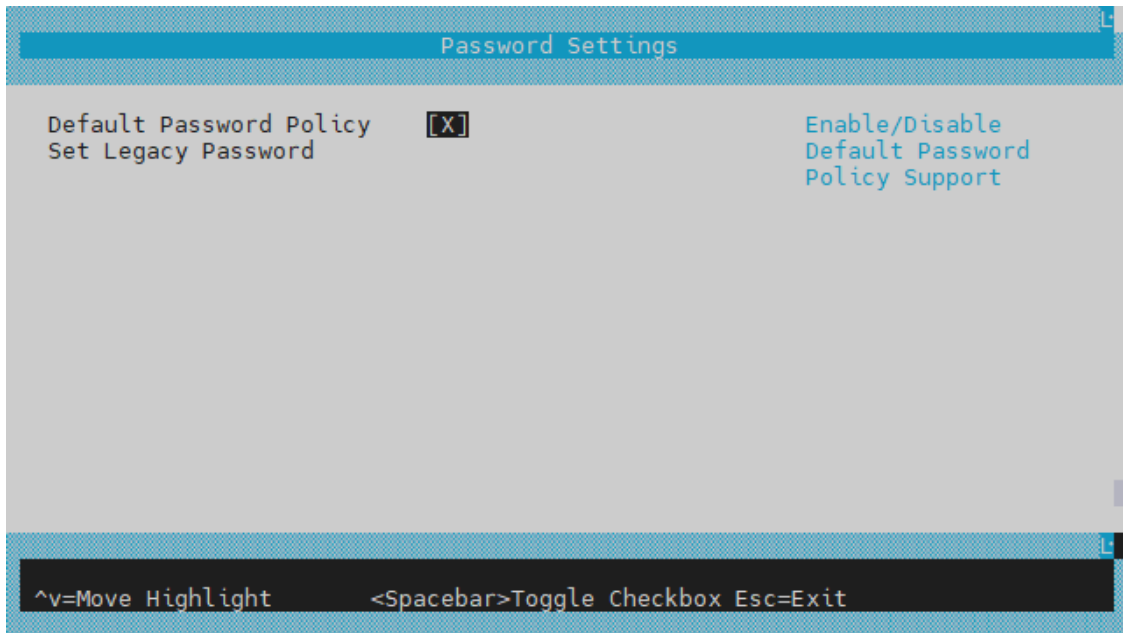 Password Settings
Default Password Policy [X]
Set Legacy Password
Enable/Disable
Default Password
Policy Support
^v=Move Highlight <Spacebar>Toggle Checkbox Esc=Exit